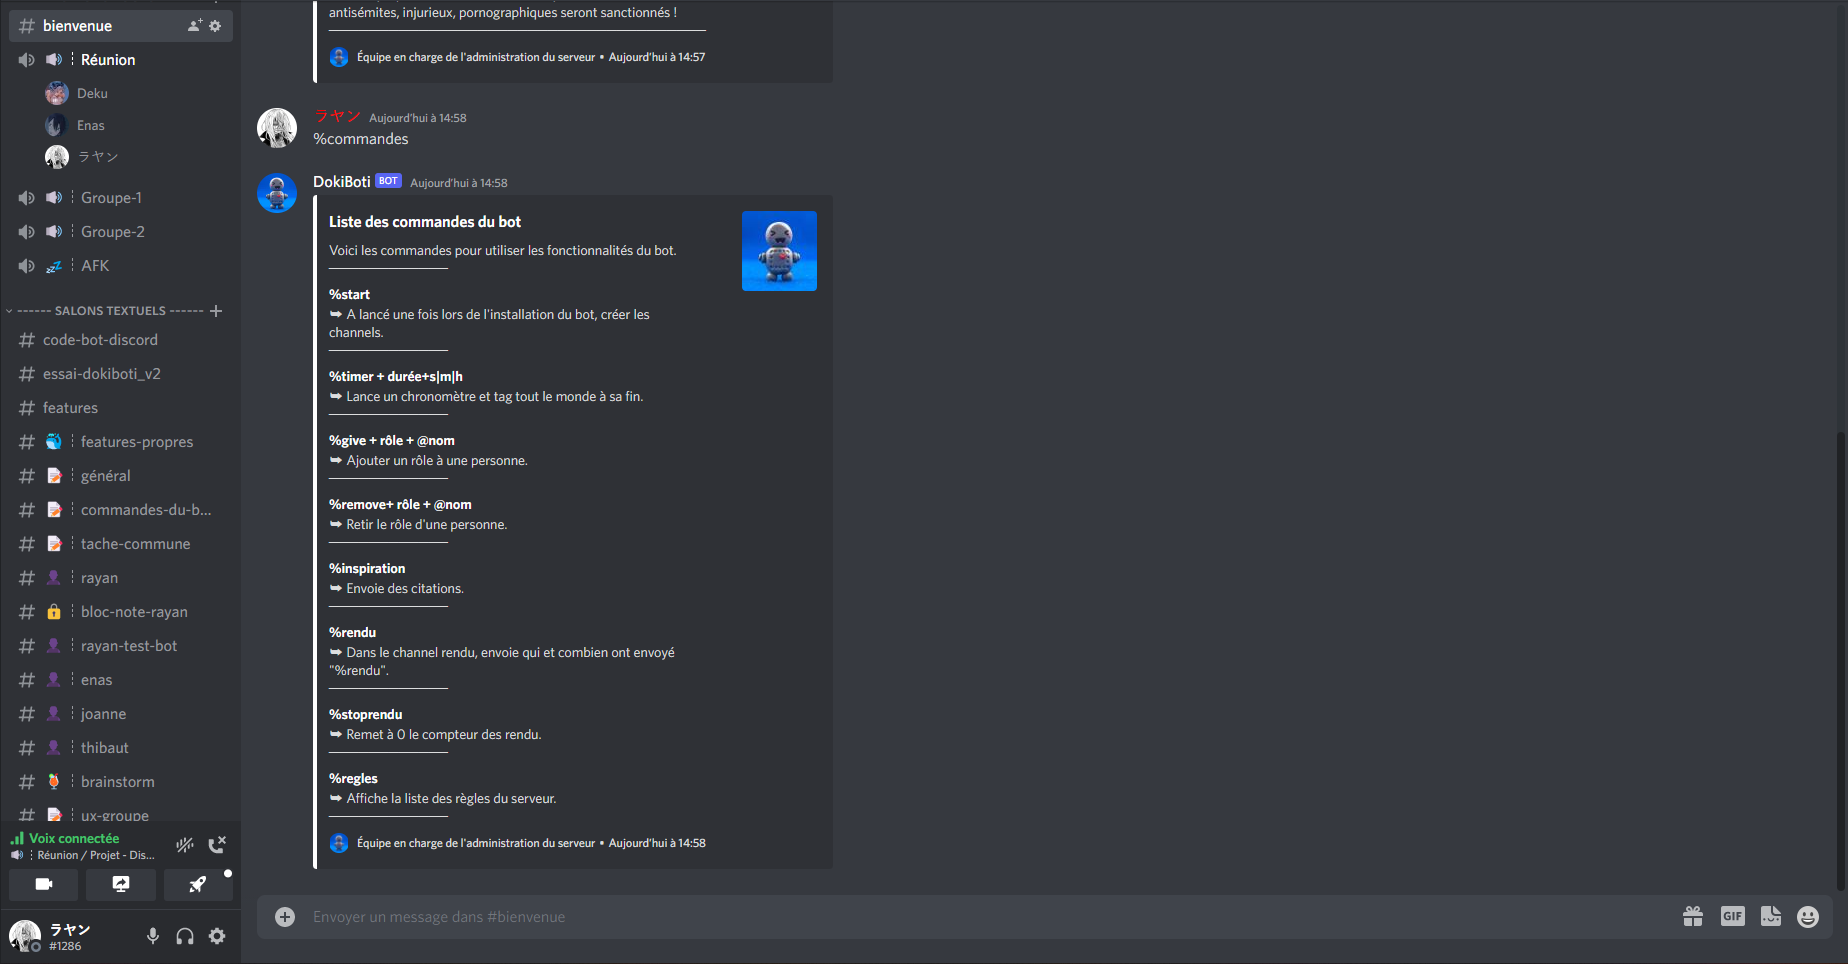 bienvenue
Réunion
Deku
Enas
ラヤン
Groupe-1
Groupe-2
AFK
------ SALONS TEXTUELS ------
code-bot-discord
essai-dokiboti_v2
features
features-propres
général
commandes-du-b...
tache-commune
rayan
bloc-note-rayan
rayan-test-bot
enas
joanne
thibaut
brainstorm
ux-groupe
Voix connectée
Réunion / Projet - Dis...
ラヤン
#1286
antisémites, injurieux, pornographiques seront sanctionnés !
Équipe en charge de l'administration du serveur • Aujourd'hui à 14:57
ラヤン Aujourd'hui à 14:58
%commandes
DokiBoti BOT Aujourd'hui à 14:58
Liste des commandes du bot
Voici les commandes pour utiliser les fonctionnalités du bot.
%start
➥ A lancé une fois lors de l'installation du bot, créer les
channels.
%timer + durée+s|m|h
➥ Lance un chronomètre et tag tout le monde à sa fin.
%give + rôle + @nom
➥ Ajouter un rôle à une personne.
%remove+ rôle + @nom
➥ Retir le rôle d'une personne.
%inspiration
➥ Envoie des citations.
%rendu
➥ Dans le channel rendu, envoie qui et combien ont envoyé
"%rendu".
%stoprendu
➥ Remet à 0 le compteur des rendu.
%regles
➥ Affiche la liste des règles du serveur.
Équipe en charge de l'administration du serveur • Aujourd'hui à 14:58
Envoyer un message dans #bienvenue
GIF